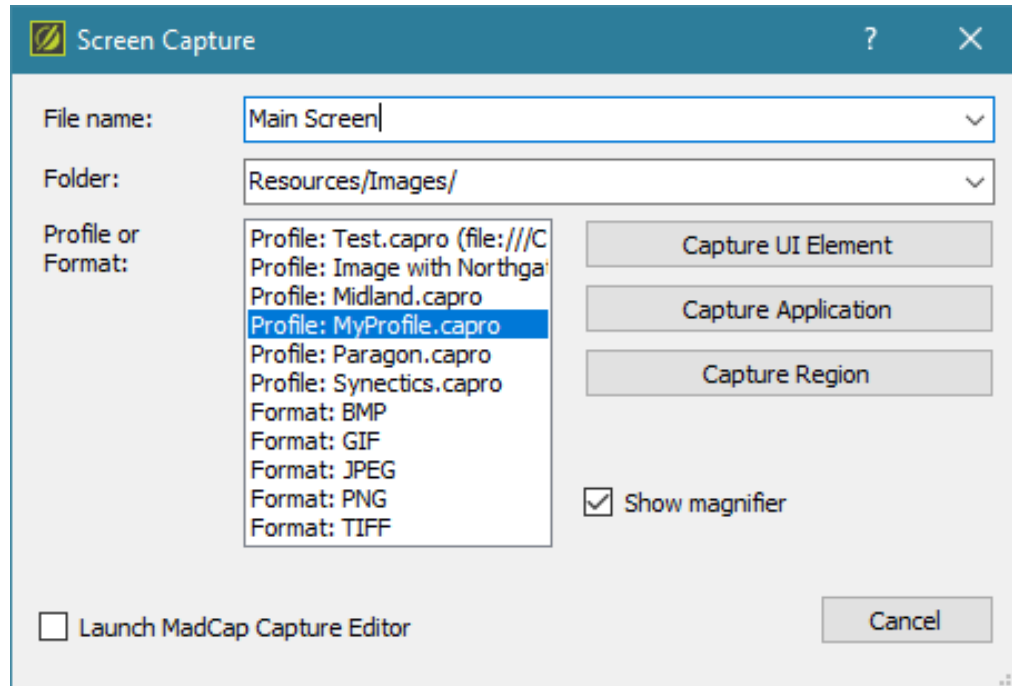 Screen Capture
File name:
Main Screen
Folder:
Resources/Images/
Profile or
Format:
Profile: Test.capro (file:///C
Profile: Image with Northgat
Profile: Midland.capro
Profile: MyProfile.capro
Profile: Paragon.capro
Profile: Synectics.capro
Format: BMP
Format: GIF
Format: JPEG
Format: PNG
Format: TIFF
Capture UI Element
Capture Application
Capture Region
Show magnifier
Launch MadCap Capture Editor
Cancel